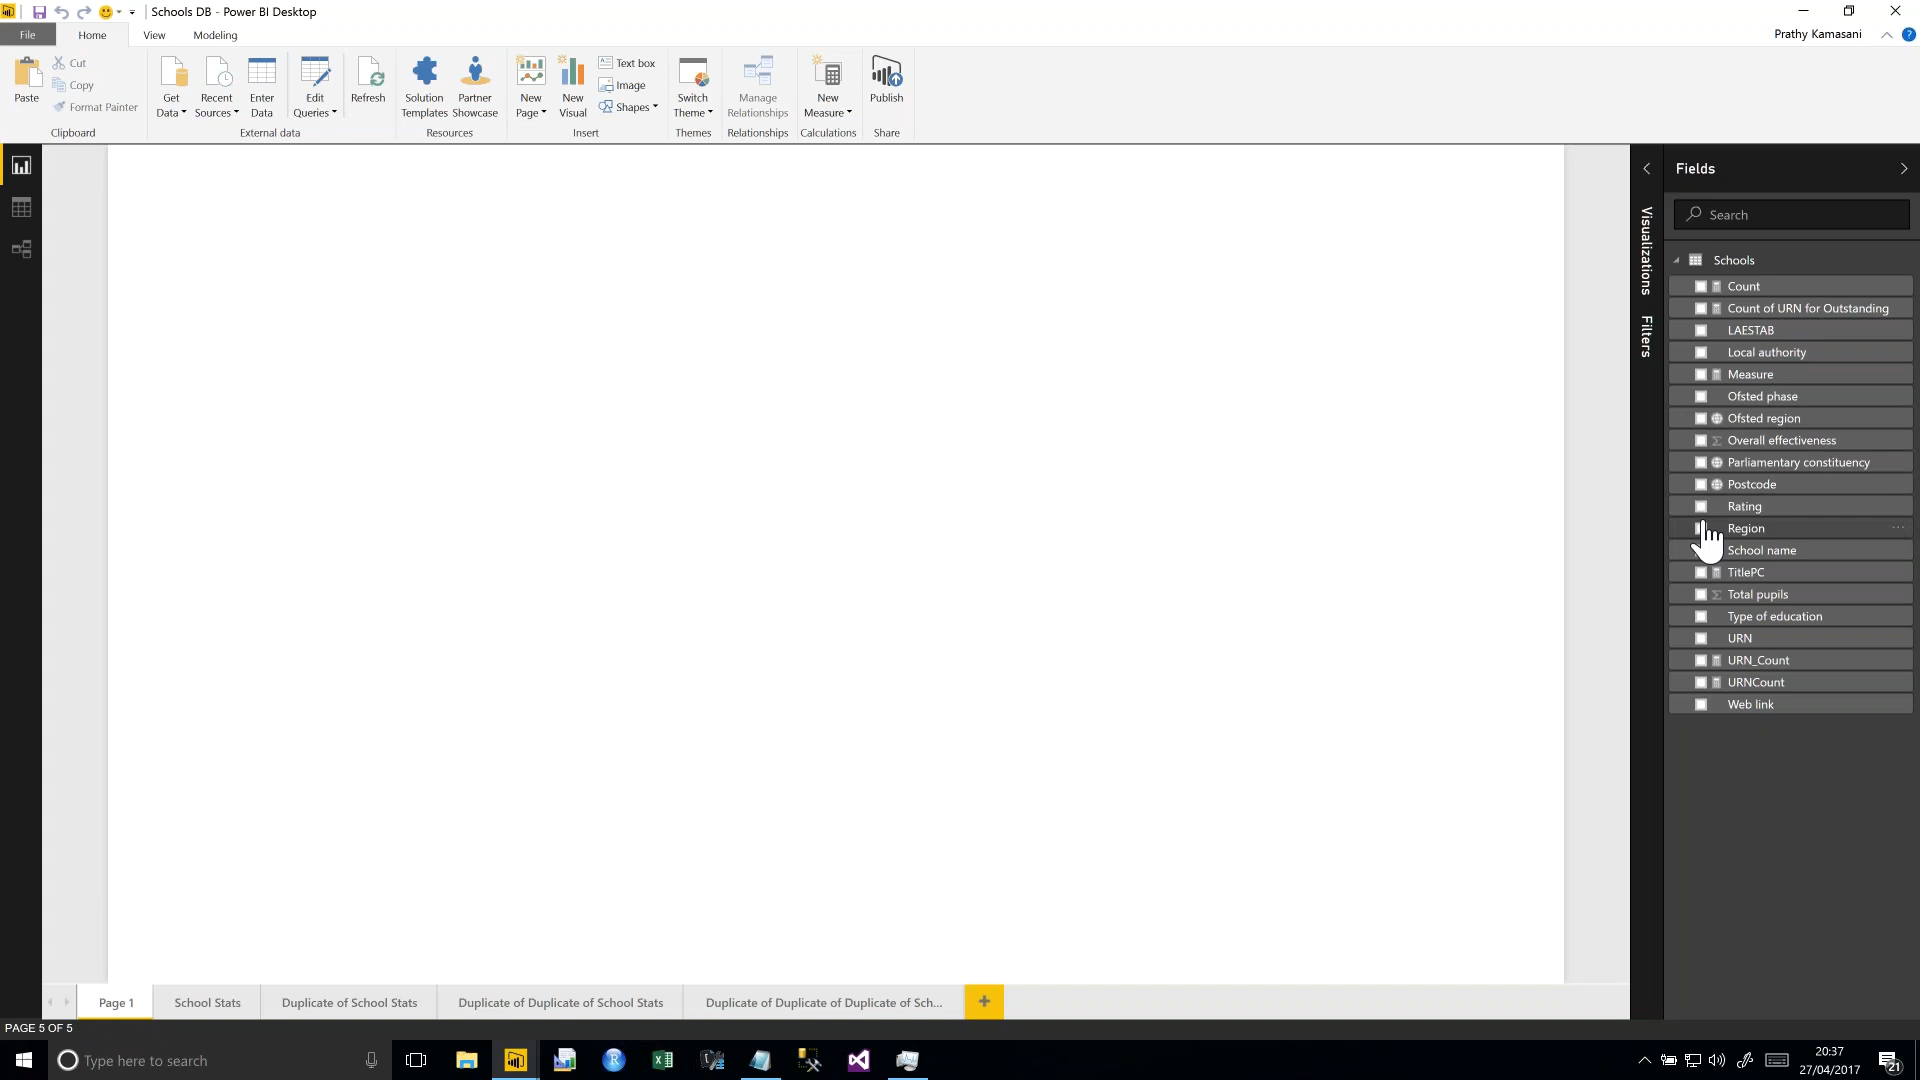 Schools DB - Power BI Desktop
File
Home
View
Modeling
Prathy Kamasani
?
Paste
Cut
Copy
Format Painter
Get Data
Recent Sources
Enter Data
Edit Queries
Refresh
Solution Templates
Partner Showcase
New Page
New Visual
Text box
Image
Shapes
Switch Theme
Manage Relationships
New Measure
Publish
Clipboard
External data
Resources
Insert
Themes
Relationships
Calculations
Share
Visualizations
Filters
Fields
Search
Schools
Count
Count of URN for Outstanding
LAESTAB
Local authority
Measure
Ofsted phase
Ofsted region
Overall effectiveness
Parliamentary constituency
Postcode
Rating
Region
School name
TitlePC
Total pupils
Type of education
URN
URN_Count
URNCount
Web link
Page 1
School Stats
Duplicate of School Stats
Duplicate of Duplicate of School Stats
Duplicate of Duplicate of Duplicate of Sch...
+
PAGE 5 OF 5
Type here to search
R
20:37
27/04/2017
21